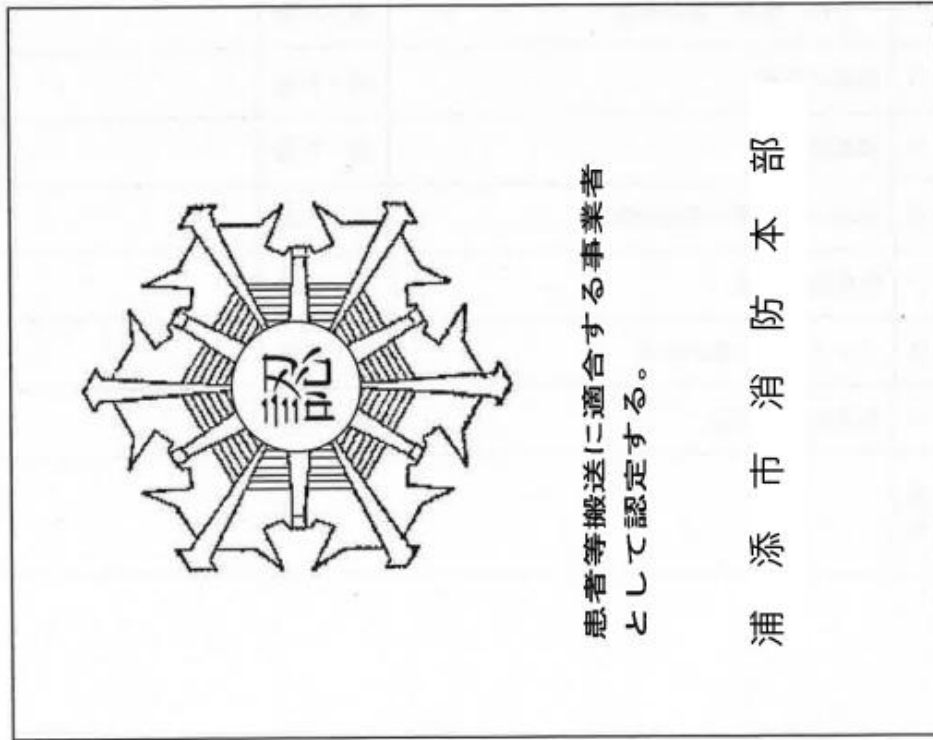 認
患者等搬送に適合する事業者
として認定する。
浦添市消防本部